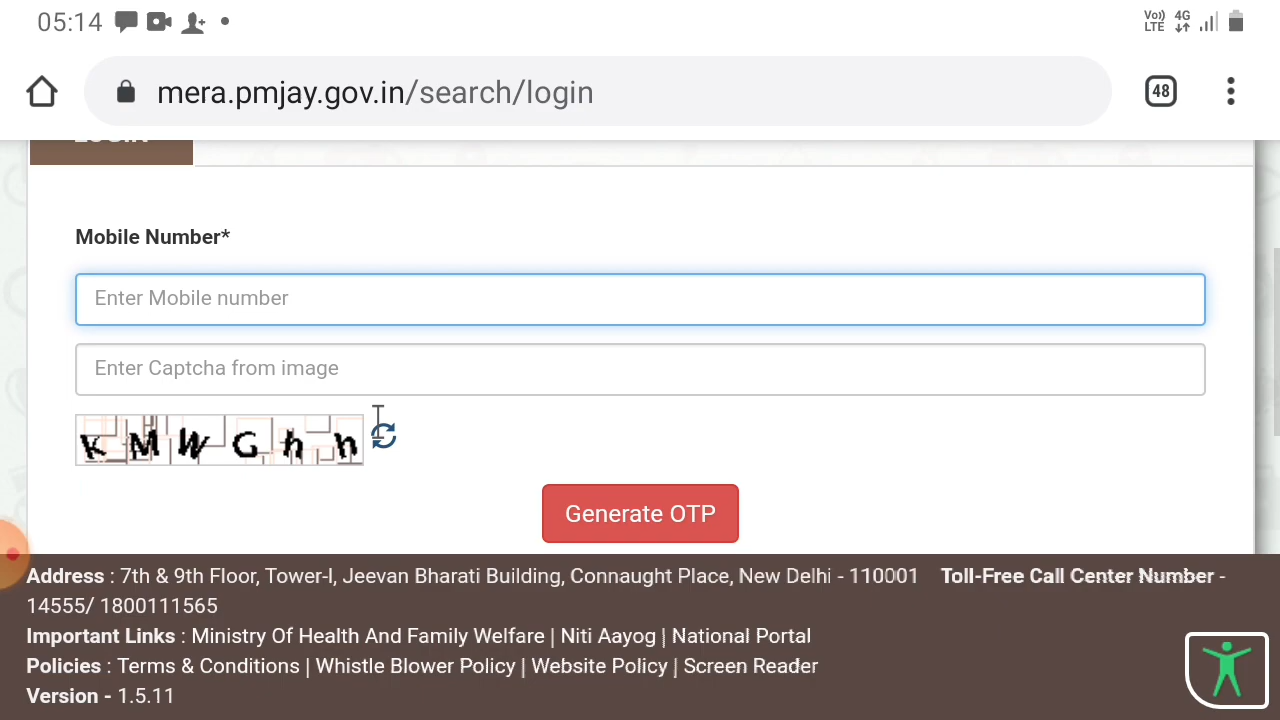 05:14
Vo)) LTE 4G
mera.pmjay.gov.in/search/login
48
LOGIN
Mobile Number*
Enter Mobile number
Enter Captcha from image
K M W G h n
Generate OTP
Address : 7th & 9th Floor, Tower-l, Jeevan Bharati Building, Connaught Place, New Delhi - 110001 Toll-Free Call Center Number -
14555/ 1800111565
Important Links : Ministry Of Health And Family Welfare | Niti Aayog | National Portal
Policies : Terms & Conditions | Whistle Blower Policy | Website Policy | Screen Reader
Version - 1.5.11